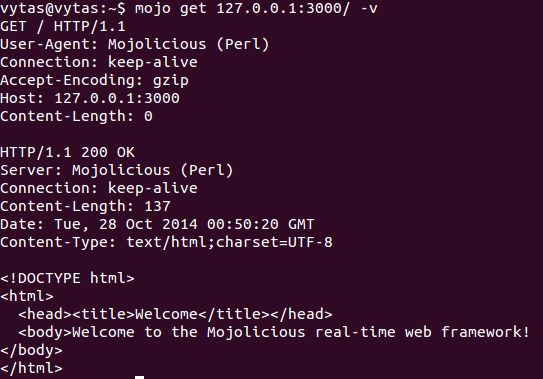 vytas@vytas:~$ mojo get 127.0.0.1:3000/ -v
GET / HTTP/1.1
User-Agent: Mojolicious (Perl)
Connection: keep-alive
Accept-Encoding: gzip
Host: 127.0.0.1:3000
Content-Length: 0

HTTP/1.1 200 OK
Server: Mojolicious (Perl)
Connection: keep-alive
Content-Length: 137
Date: Tue, 28 Oct 2014 00:50:20 GMT
Content-Type: text/html;charset=UTF-8

<!DOCTYPE html>
<html>
  <head><title>Welcome</title></head>
  <body>Welcome to the Mojolicious real-time web framework!
</body>
</html>